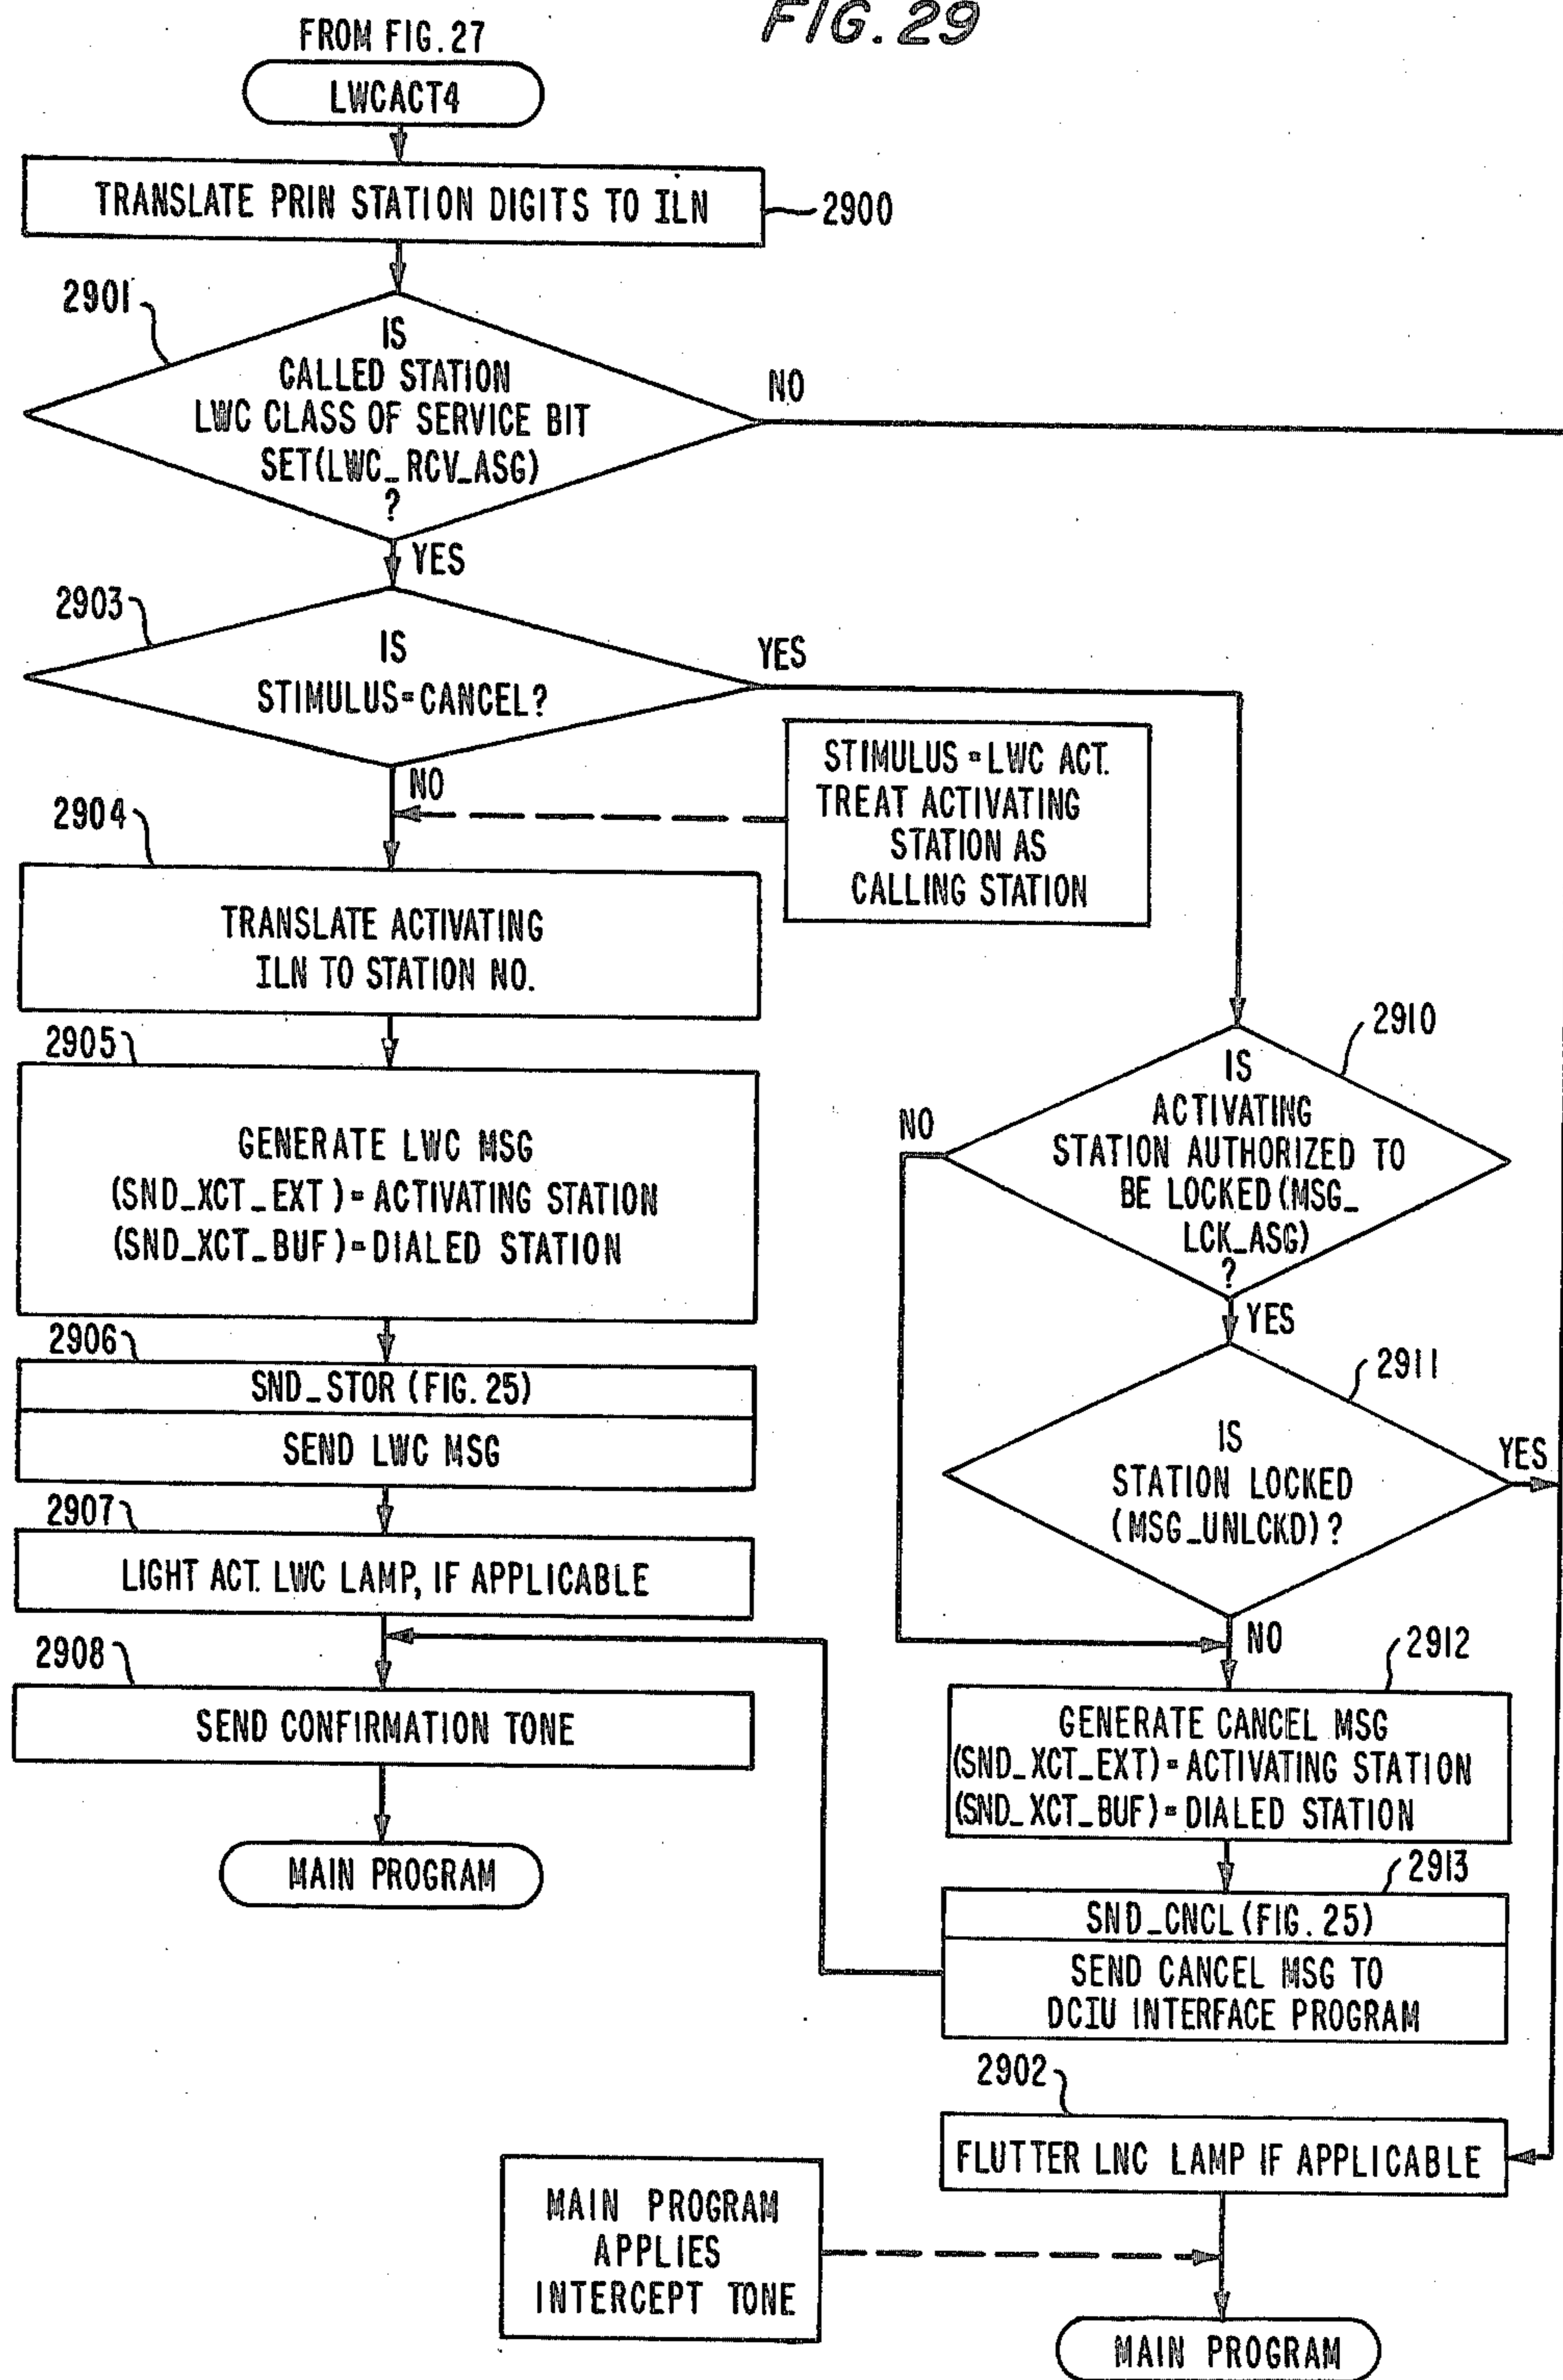 FIG. 29
FROM FIG. 27
LWCACT4
TRANSLATE PRIN STATION DIGITS TO ILN
2900
2901
IS
CALLED STATION
LWC CLASS OF SERVICE BIT
SET(LWC_RCV_ASG)
?
NO
YES
2903
IS
STIMULUS=CANCEL?
YES
NO
STIMULUS = LWC ACT.
TREAT ACTIVATING
STATION AS
CALLING STATION
2904
TRANSLATE ACTIVATING
ILN TO STATION NO.
2905
GENERATE LWC MSG
(SND_XCT_EXT)=ACTIVATING STATION
(SND_XCT_BUF)=DIALED STATION
2906
SND_STOR (FIG. 25)
SEND LWC MSG
2907
LIGHT ACT. LWC LAMP, IF APPLICABLE
2908
SEND CONFIRMATION TONE
MAIN PROGRAM
2910
IS
ACTIVATING
STATION AUTHORIZED TO
BE LOCKED (MSG_
LCK_ASG)
?
NO
YES
2911
IS
STATION LOCKED
(MSG_UNLCKD)?
YES
NO
2912
GENERATE CANCEL MSG
(SND_XCT_EXT)=ACTIVATING STATION
(SND_XCT_BUF)=DIALED STATION
2913
SND_CNCL (FIG. 25)
SEND CANCEL MSG TO
DCIU INTERFACE PROGRAM
2902
FLUTTER LNC LAMP IF APPLICABLE
MAIN PROGRAM
APPLIES
INTERCEPT TONE
MAIN PROGRAM